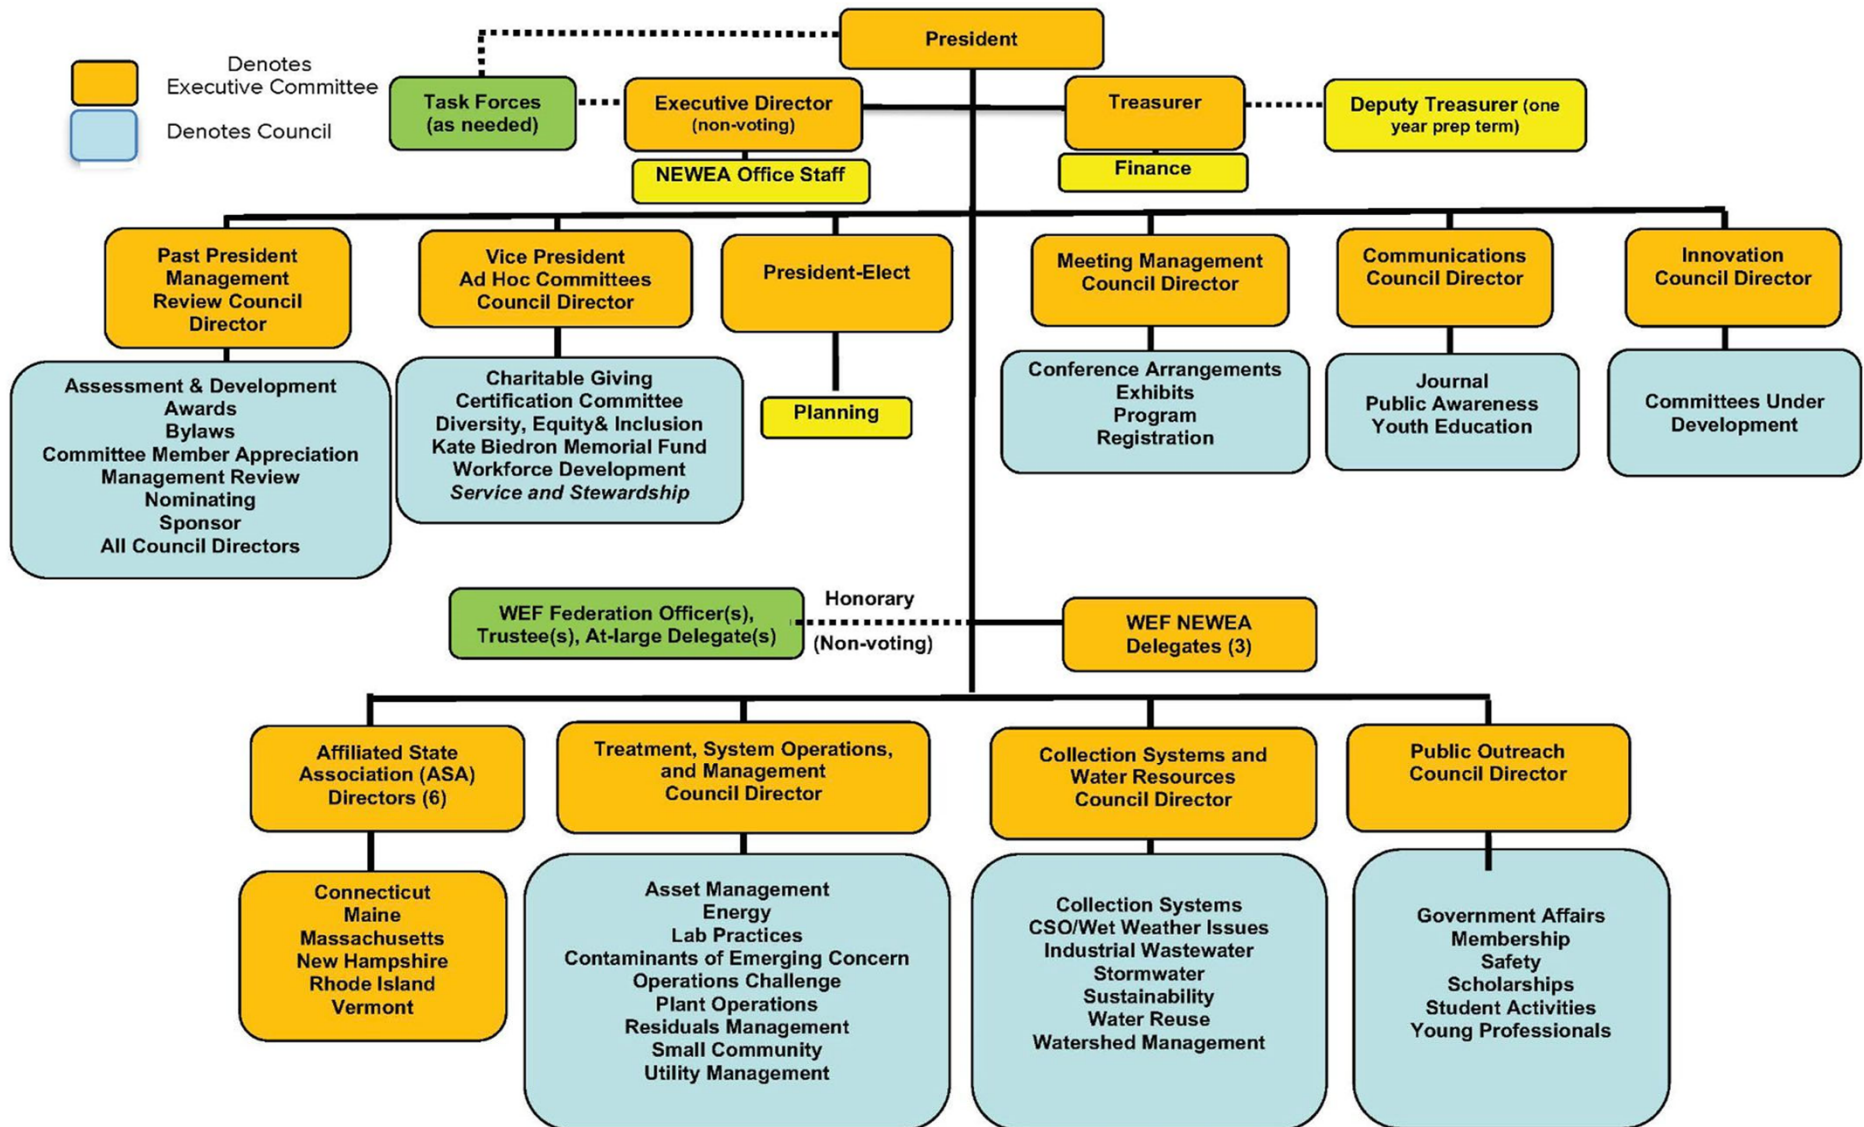 President
Denotes
Executive Committee
Denotes Council
Task Forces
(as needed)
Executive Director
(non-voting)
Treasurer
Deputy Treasurer (one
year prep term)
NEWEA Office Staff
Finance
Past President
Management
Review Council
Director
Vice President
Ad Hoc Committees
Council Director
President-Elect
Meeting Management
Council Director
Communications
Council Director
Innovation
Council Director
Assessment & Development
Awards
Bylaws
Committee Member Appreciation
Management Review
Nominating
Sponsor
All Council Directors
Charitable Giving
Certification Committee
Diversity, Equity& Inclusion
Kate Biedron Memorial Fund
Workforce Development
Service and Stewardship
Planning
Conference Arrangements
Exhibits
Program
Registration
Journal
Public Awareness
Youth Education
Committees Under
Development
WEF Federation Officer(s),
Trustee(s), At-large Delegate(s)
Honorary
(Non-voting)
WEF NEWEA
Delegates (3)
Affiliated State
Association (ASA)
Directors (6)
Treatment, System Operations,
and Management
Council Director
Collection Systems and
Water Resources
Council Director
Public Outreach
Council Director
Connecticut
Maine
Massachusetts
New Hampshire
Rhode Island
Vermont
Asset Management
Energy
Lab Practices
Contaminants of Emerging Concern
Operations Challenge
Plant Operations
Residuals Management
Small Community
Utility Management
Collection Systems
CSO/Wet Weather Issues
Industrial Wastewater
Stormwater
Sustainability
Water Reuse
Watershed Management
Government Affairs
Membership
Safety
Scholarships
Student Activities
Young Professionals